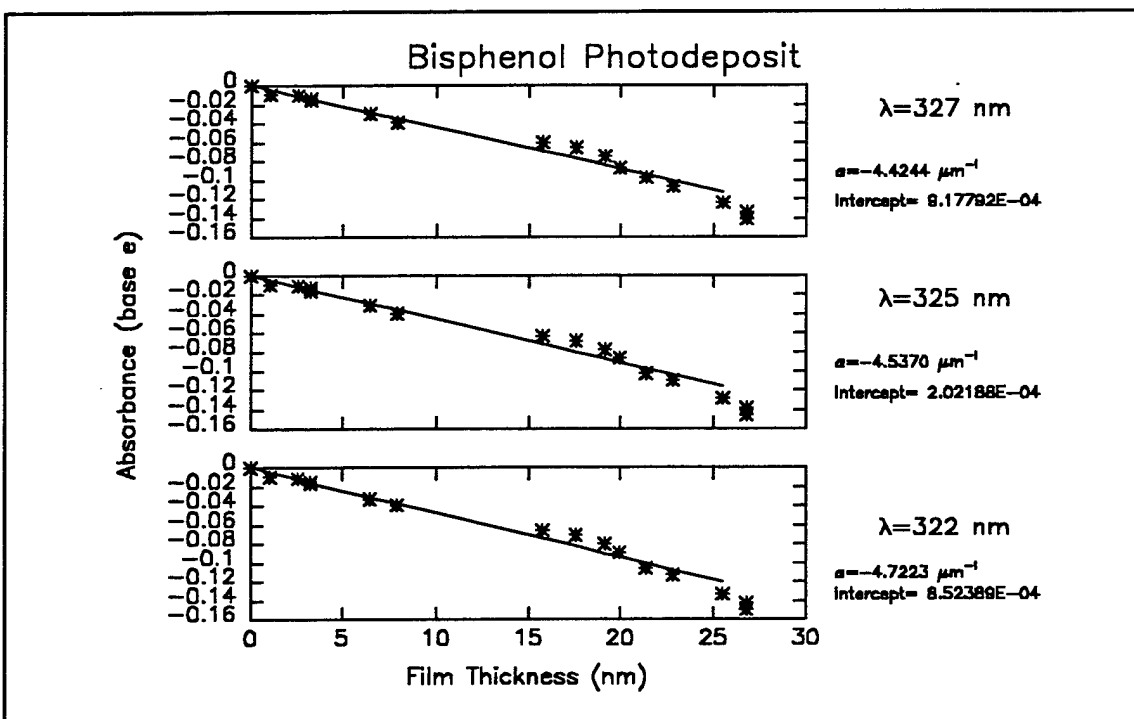 Bisphenol Photodeposit
Absorbance (base e)
0
-0.02
-0.04
-0.06
-0.08
-0.1
-0.12
-0.14
-0.16
λ=327 nm
α=-4.4244 μm⁻¹
Intercept= 9.17792E-04
0
-0.02
-0.04
-0.06
-0.08
-0.1
-0.12
-0.14
-0.16
λ=325 nm
α=-4.5370 μm⁻¹
Intercept= 2.02188E-04
0
-0.02
-0.04
-0.06
-0.08
-0.1
-0.12
-0.14
-0.16
λ=322 nm
α=-4.7223 μm⁻¹
Intercept= 8.52389E-04
0 5 10 15 20 25 30
Film Thickness (nm)